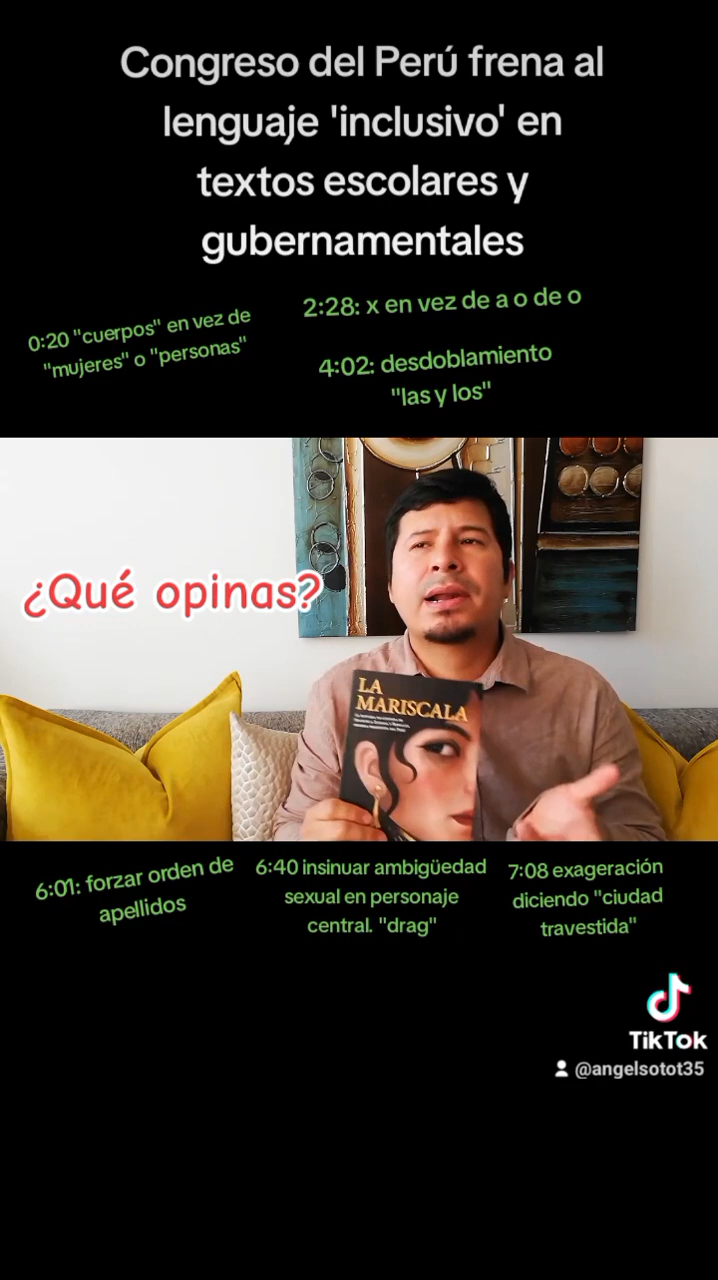 Congreso del Perú frena al
lenguaje 'inclusivo' en
textos escolares y
gubernamentales
0:20 "cuerpos" en vez de
"mujeres" o "personas"
2:28: x en vez de a o de o
4:02: desdoblamiento
"las y los"
¿Qué opinas?
LA
MARISCALA
6:01: forzar orden de
apellidos
6:40 insinuar ambigüedad
sexual en personaje
central. "drag"
7:08 exageración
diciendo "ciudad
travestida"
TikTok
@angelsotot35